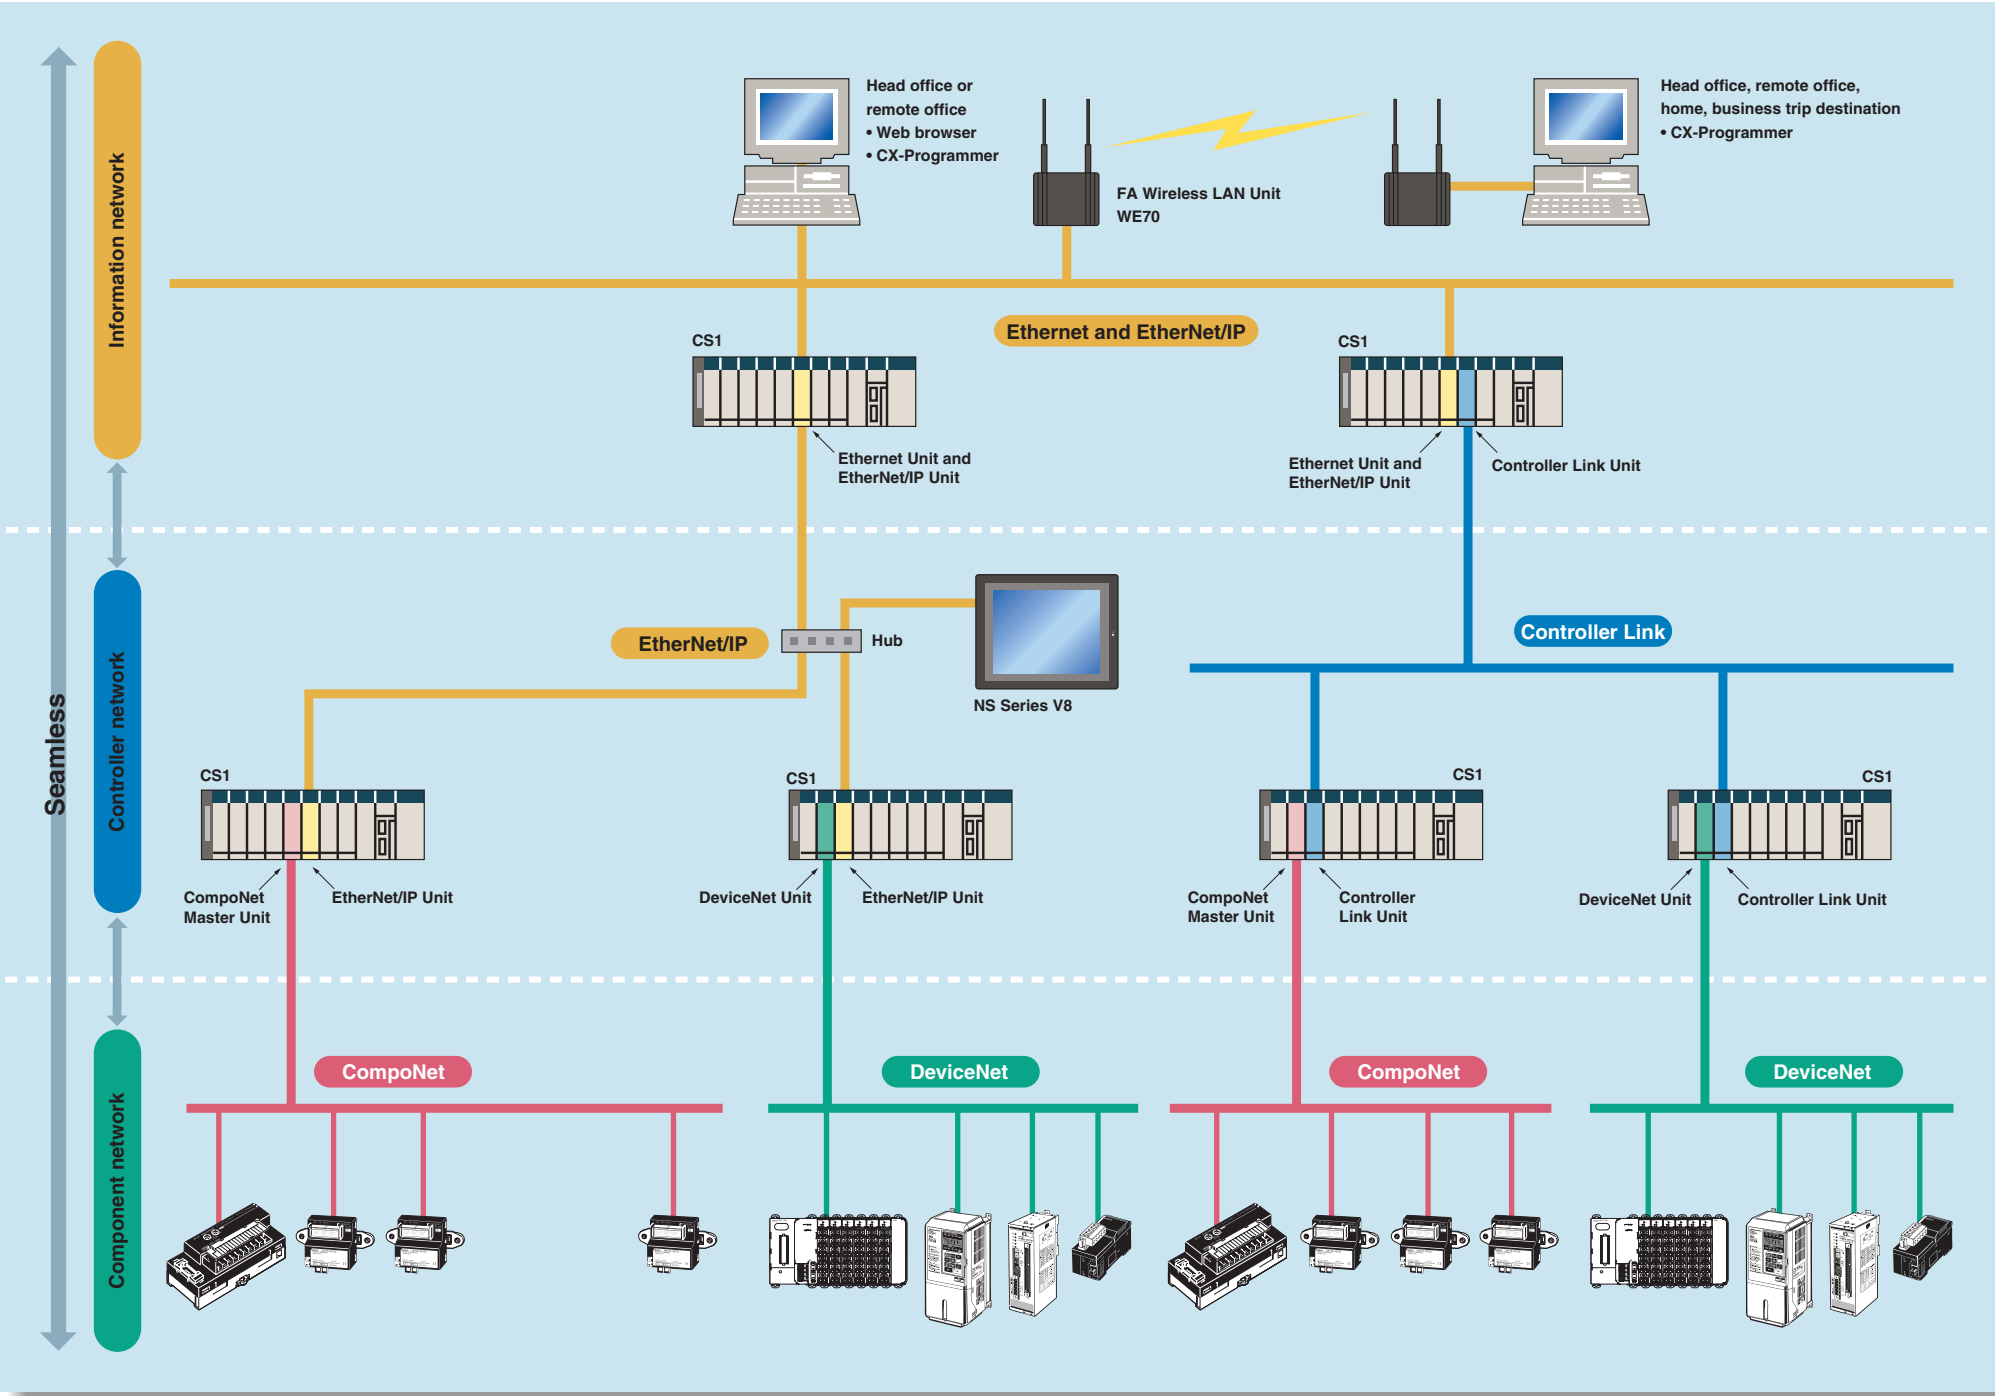 Seamless
Information network
Controller network
Component network
Head office or
remote office
• Web browser
• CX-Programmer
FA Wireless LAN Unit
WE70
Head office, remote office,
home, business trip destination
• CX-Programmer
Ethernet and EtherNet/IP
CS1
Ethernet Unit and
EtherNet/IP Unit
CS1
Ethernet Unit and
EtherNet/IP Unit
Controller Link Unit
EtherNet/IP
Hub
NS Series V8
Controller Link
CS1
CompoNet
Master Unit
EtherNet/IP Unit
CS1
DeviceNet Unit
EtherNet/IP Unit
CS1
CompoNet
Master Unit
Controller
Link Unit
CS1
DeviceNet Unit
Controller Link Unit
CompoNet
DeviceNet
CompoNet
DeviceNet